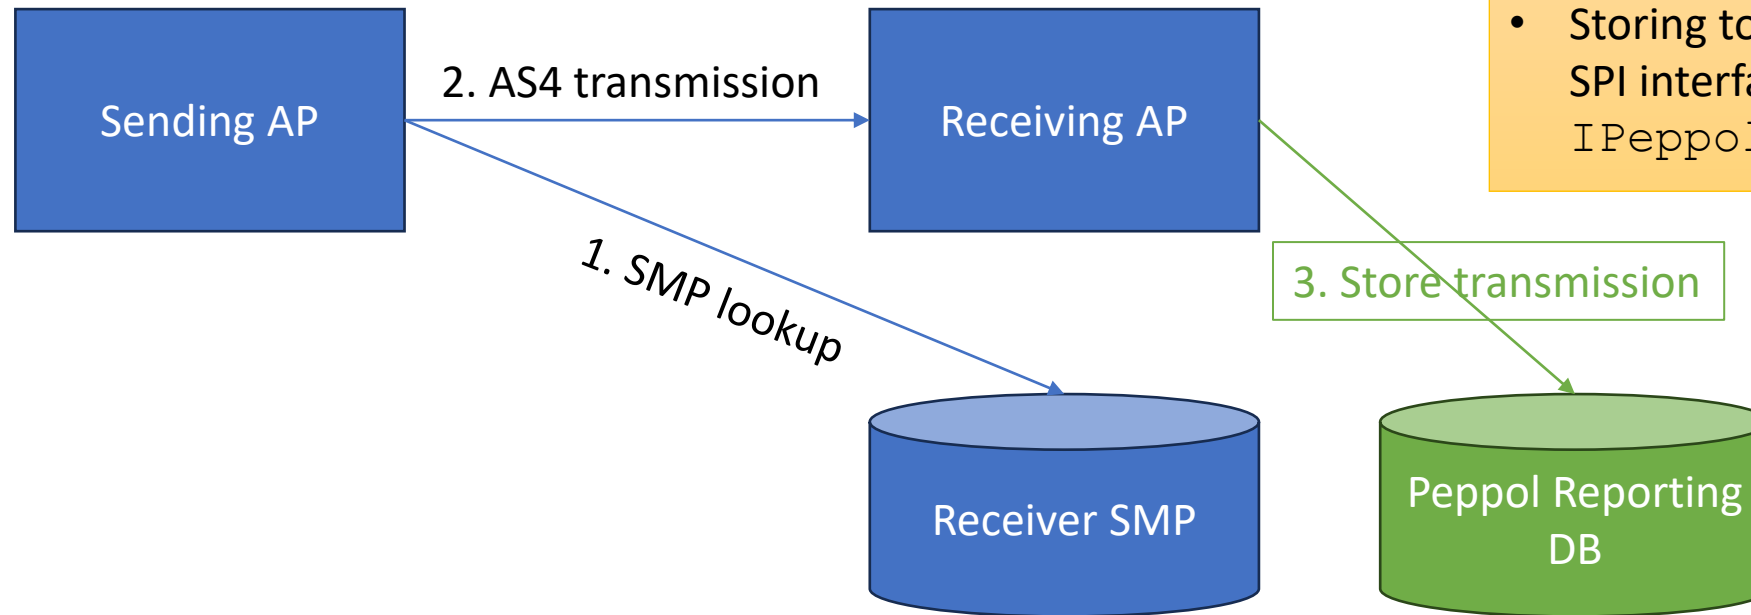 Sending AP
2. AS4 transmission
Receiving AP
• Storing to
SPI interfa
IPeppol
1. SMP lookup
3. Store transmission
Receiver SMP
Peppol Reporting
DB